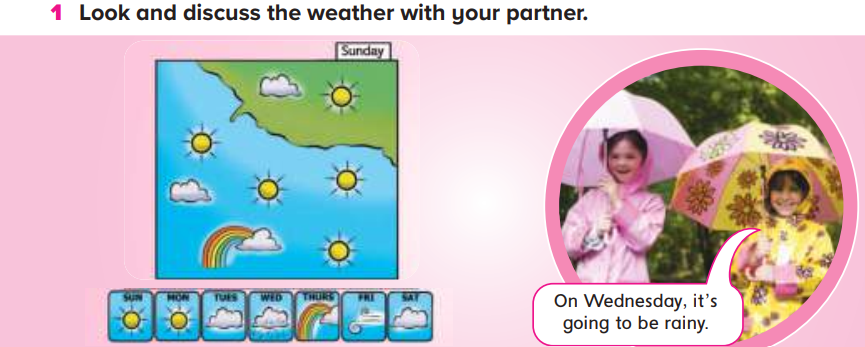 1 Look and discuss the weather with your partner.
Sunday
SUN MON TUES WED THURS FRI SAT
On Wednesday, it's
going to be rainy.